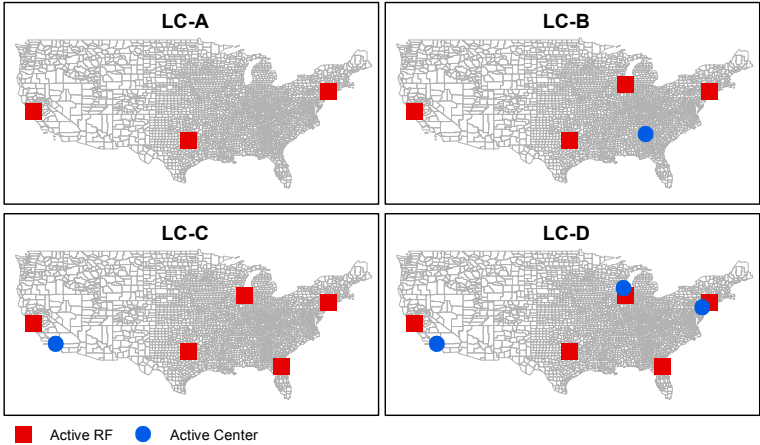 LC-A
LC-B
LC-C
LC-D
Active RF
Active Center